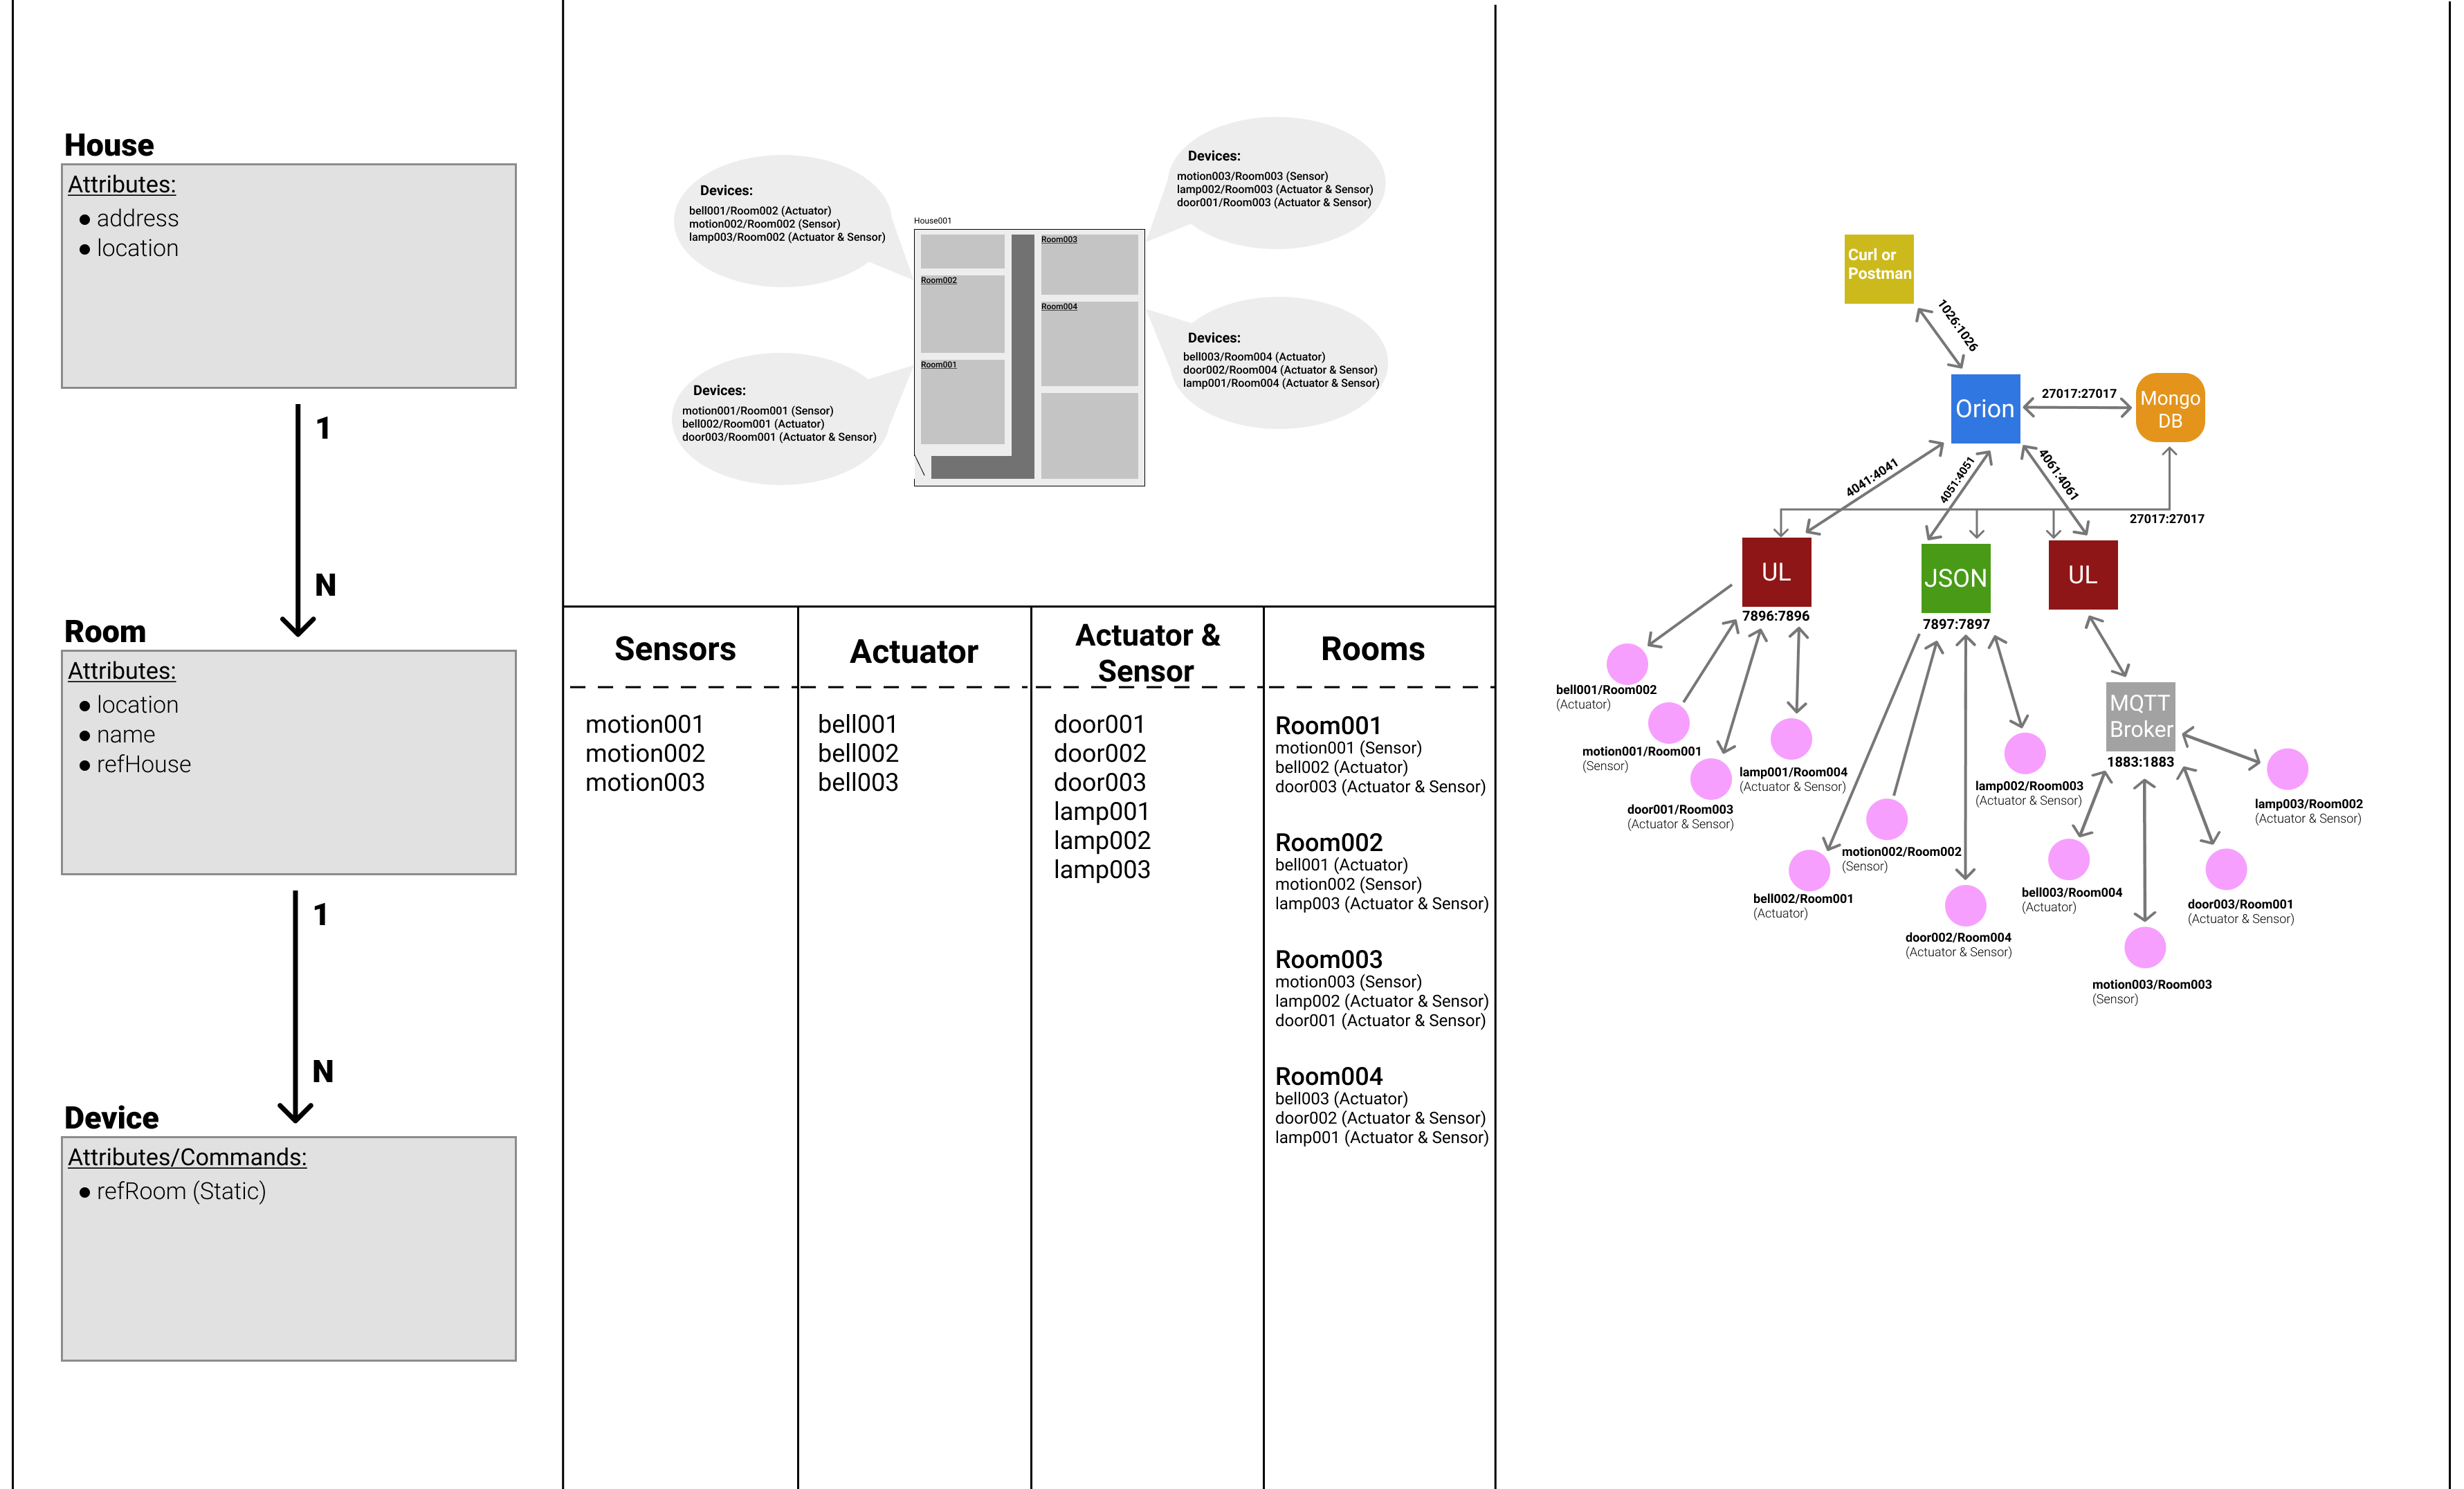 House
Attributes:
● address
● location
1
N
Room
Attributes:
● location
● name
● refHouse
1
N
Device
Attributes/Commands:
● refRoom (Static)
Devices:
bell001/Room002 (Actuator)
motion002/Room002 (Sensor)
lamp003/Room002 (Actuator & Sensor)
Devices:
motion003/Room003 (Sensor)
lamp002/Room003 (Actuator & Sensor)
door001/Room003 (Actuator & Sensor)
House001
Room003
Room002
Room004
Room001
Devices:
motion001/Room001 (Sensor)
bell002/Room001 (Actuator)
door003/Room001 (Actuator & Sensor)
Devices:
bell003/Room004 (Actuator)
door002/Room004 (Actuator & Sensor)
lamp001/Room004 (Actuator & Sensor)
Sensors
motion001
motion002
motion003
Actuator
bell001
bell002
bell003
Actuator &
Sensor
door001
door002
door003
lamp001
lamp002
lamp003
Rooms
Room001
motion001 (Sensor)
bell002 (Actuator)
door003 (Actuator & Sensor)
Room002
bell001 (Actuator)
motion002 (Sensor)
lamp003 (Actuator & Sensor)
Room003
motion003 (Sensor)
lamp002 (Actuator & Sensor)
door001 (Actuator & Sensor)
Room004
bell003 (Actuator)
door002 (Actuator & Sensor)
lamp001 (Actuator & Sensor)
Curl or
Postman
1026:1026
Orion
27017:27017
Mongo
DB
4041:4041
4051:4051
4061:4061
27017:27017
UL
7896:7896
JSON
7897:7897
UL
MQTT
Broker
1883:1883
bell001/Room002
(Actuator)
motion001/Room001
(Sensor)
door001/Room003
(Actuator & Sensor)
lamp001/Room004
(Actuator & Sensor)
bell002/Room001
(Actuator)
motion002/Room002
(Sensor)
door002/Room004
(Actuator & Sensor)
lamp002/Room003
(Actuator & Sensor)
bell003/Room004
(Actuator)
motion003/Room003
(Sensor)
door003/Room001
(Actuator & Sensor)
lamp003/Room002
(Actuator & Sensor)